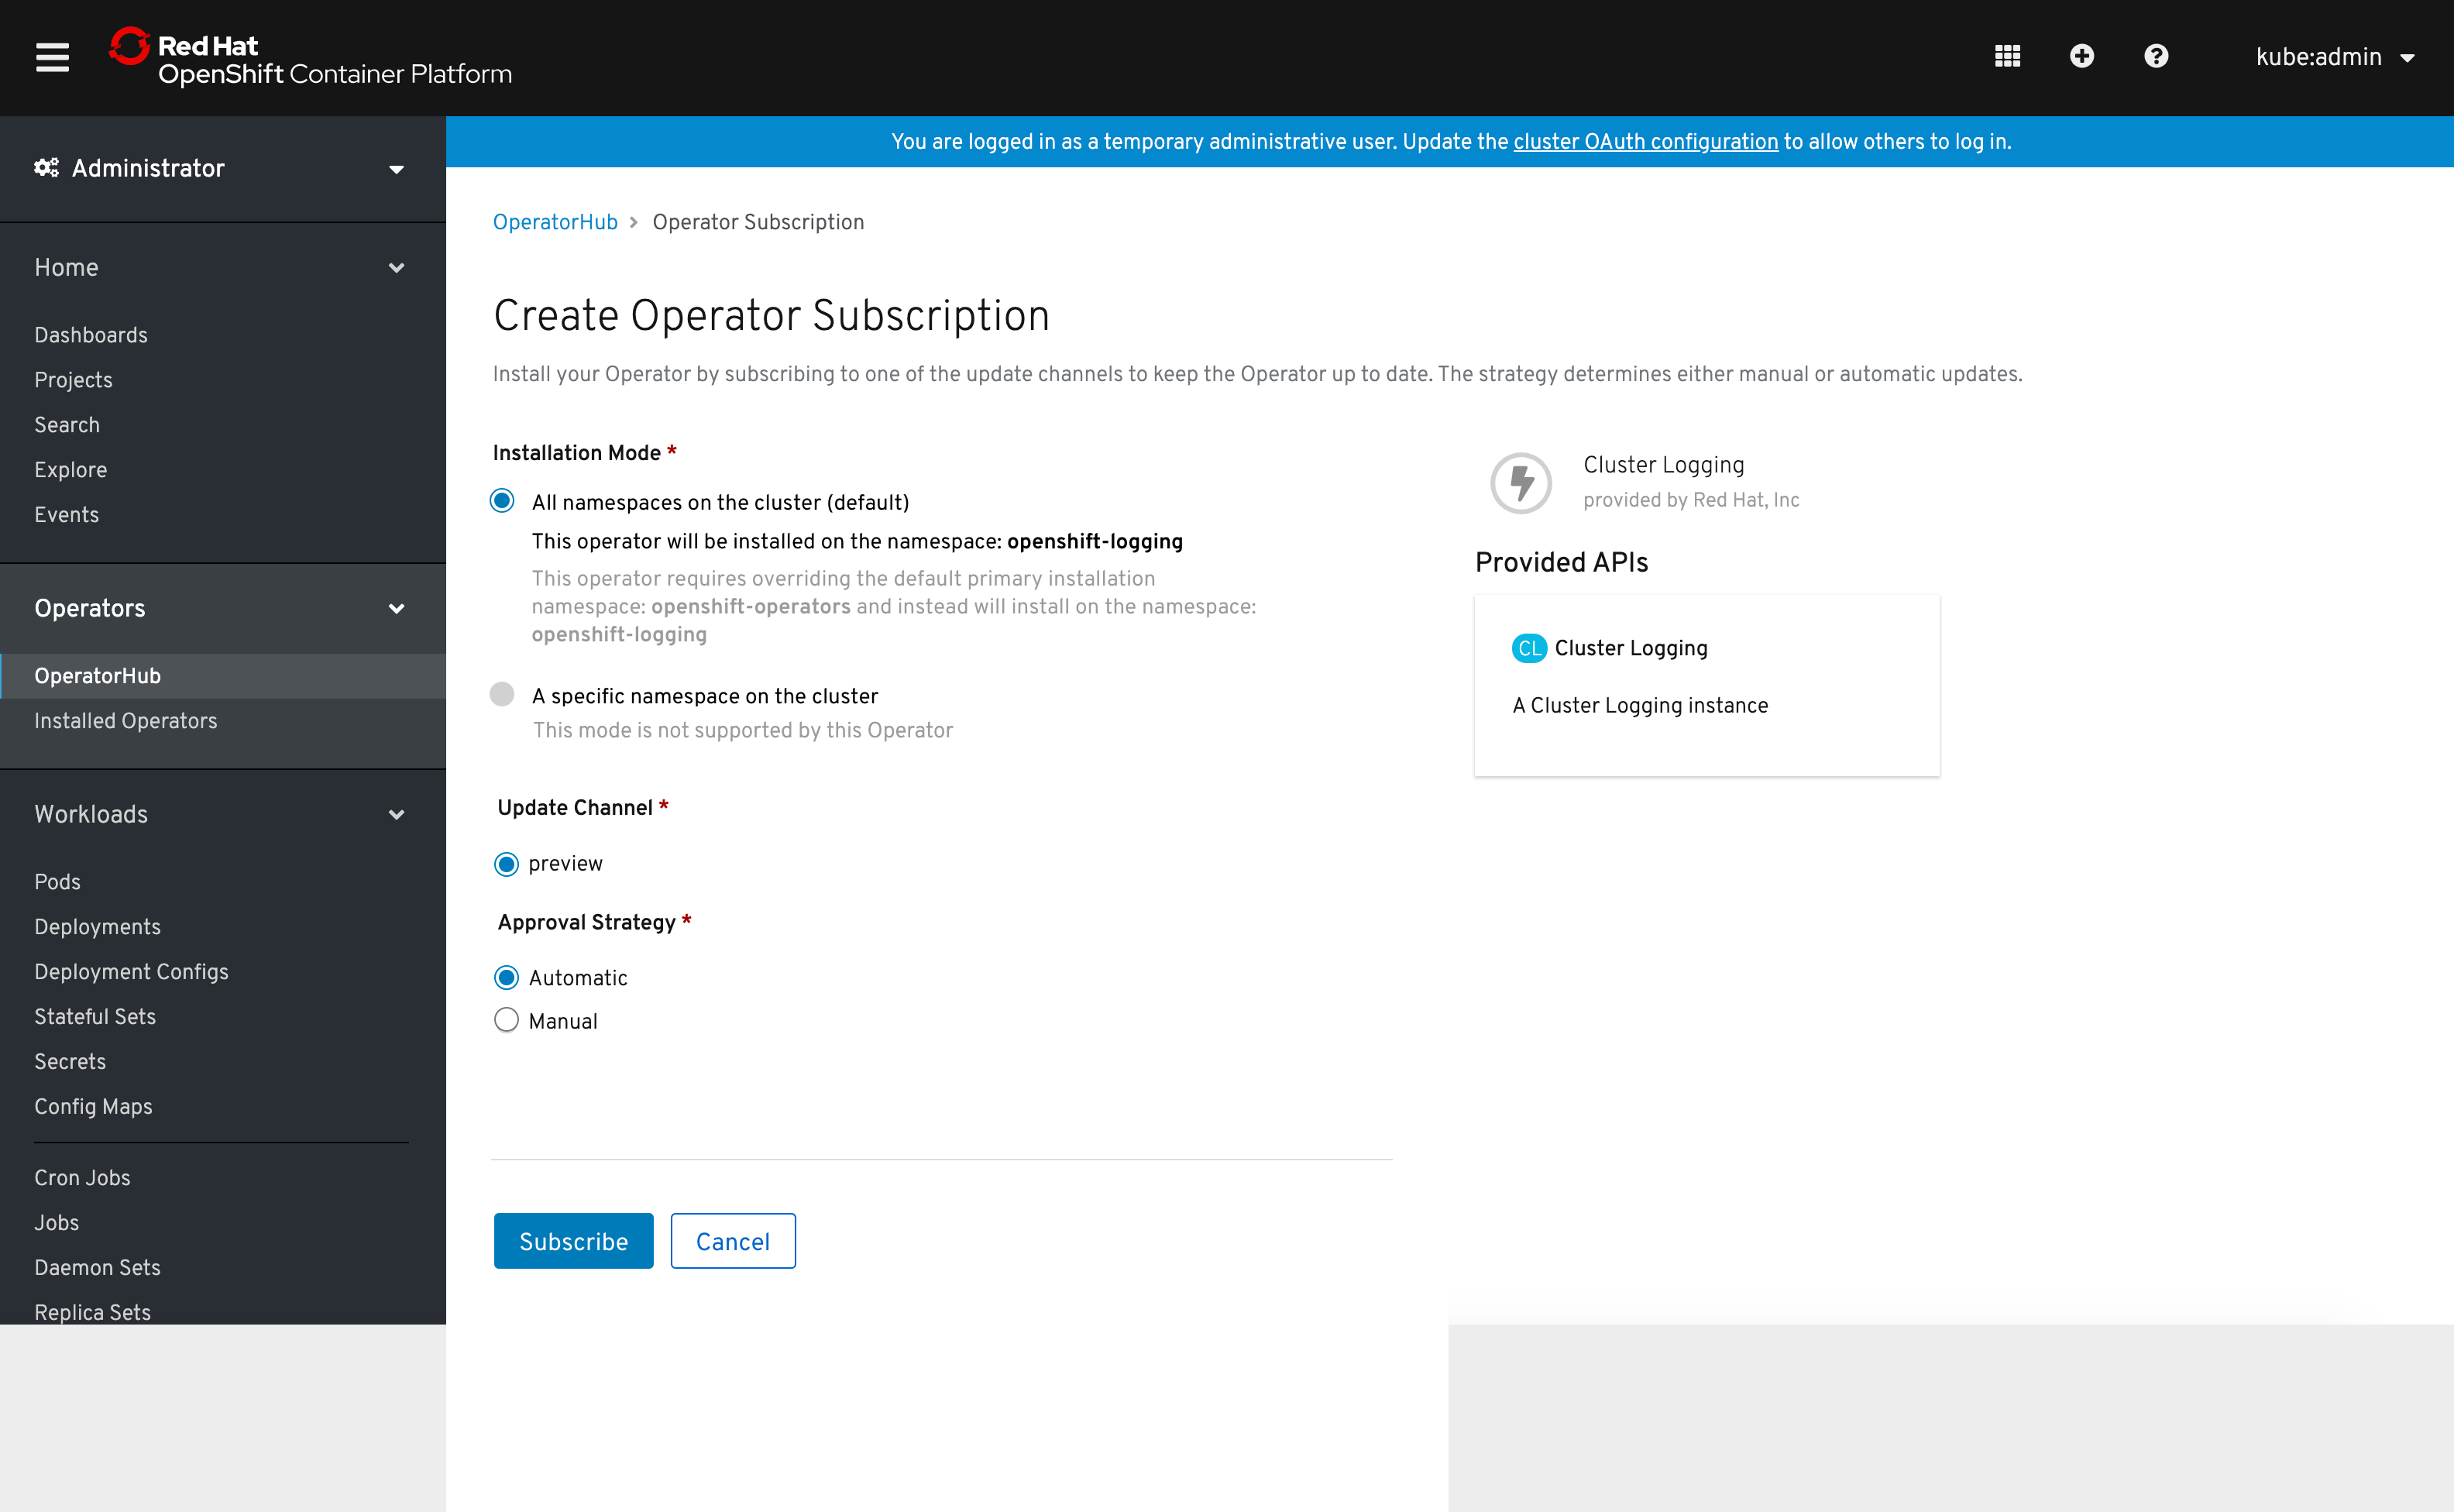 Red Hat
OpenShift Container Platform
kube:admin
Administrator
You are logged in as a temporary administrative user. Update the cluster OAuth configuration to allow others to log in.
Home
Dashboards
Projects
Search
Explore
Events
Operators
OperatorHub
Installed Operators
Workloads
Pods
Deployments
Deployment Configs
Stateful Sets
Secrets
Config Maps
Cron Jobs
Jobs
Daemon Sets
Replica Sets
OperatorHub > Operator Subscription
Create Operator Subscription
Install your Operator by subscribing to one of the update channels to keep the Operator up to date. The strategy determines either manual or automatic updates.
Installation Mode *
All namespaces on the cluster (default)
This operator will be installed on the namespace: openshift-logging
This operator requires overriding the default primary installation
namespace: openshift-operators and instead will install on the namespace:
openshift-logging
A specific namespace on the cluster
This mode is not supported by this Operator
Update Channel *
preview
Approval Strategy *
Automatic
Manual
Subscribe
Cancel
Cluster Logging
provided by Red Hat, Inc
Provided APIs
CL Cluster Logging
A Cluster Logging instance